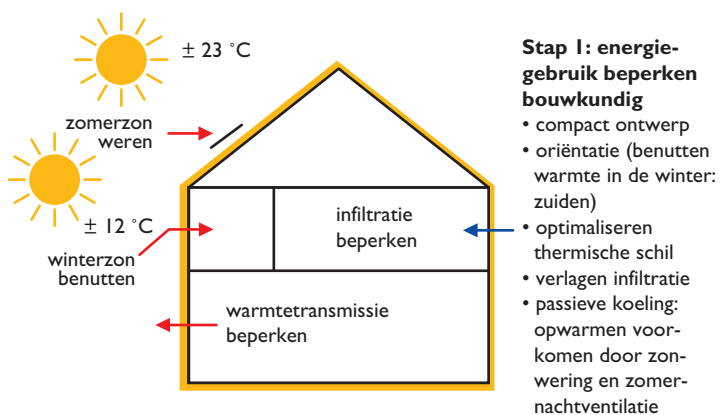 ± 23 °C
zomerzon
weren
± 12 °C
winterzon
benutten
infiltratie
beperken
warmtetransmissie
beperken
Stap 1: energie-
gebruik beperken
bouwkundig
• compact ontwerp
• oriëntatie (benutten
warmte in de winter:
zuiden)
• optimaliseren
thermische schil
• verlagen infiltratie
• passieve koeling:
opwarmen voor-
komen door zon-
wering en zomer-
nachtventilatie